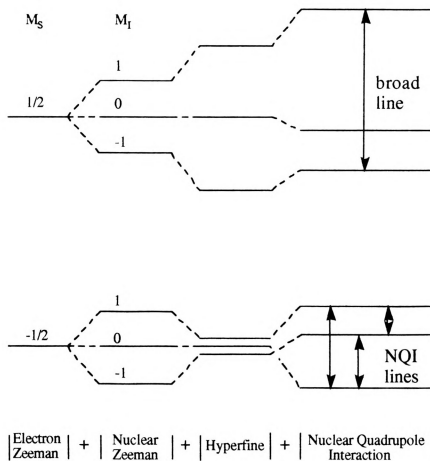 M_S M_I
1
1/2 0
-1
broad
line
1
-1/2 0
-1
NQI
lines
|Electron Zeeman| + |Nuclear Zeeman| + |Hyperfine| + |Nuclear Quadrupole Interaction|